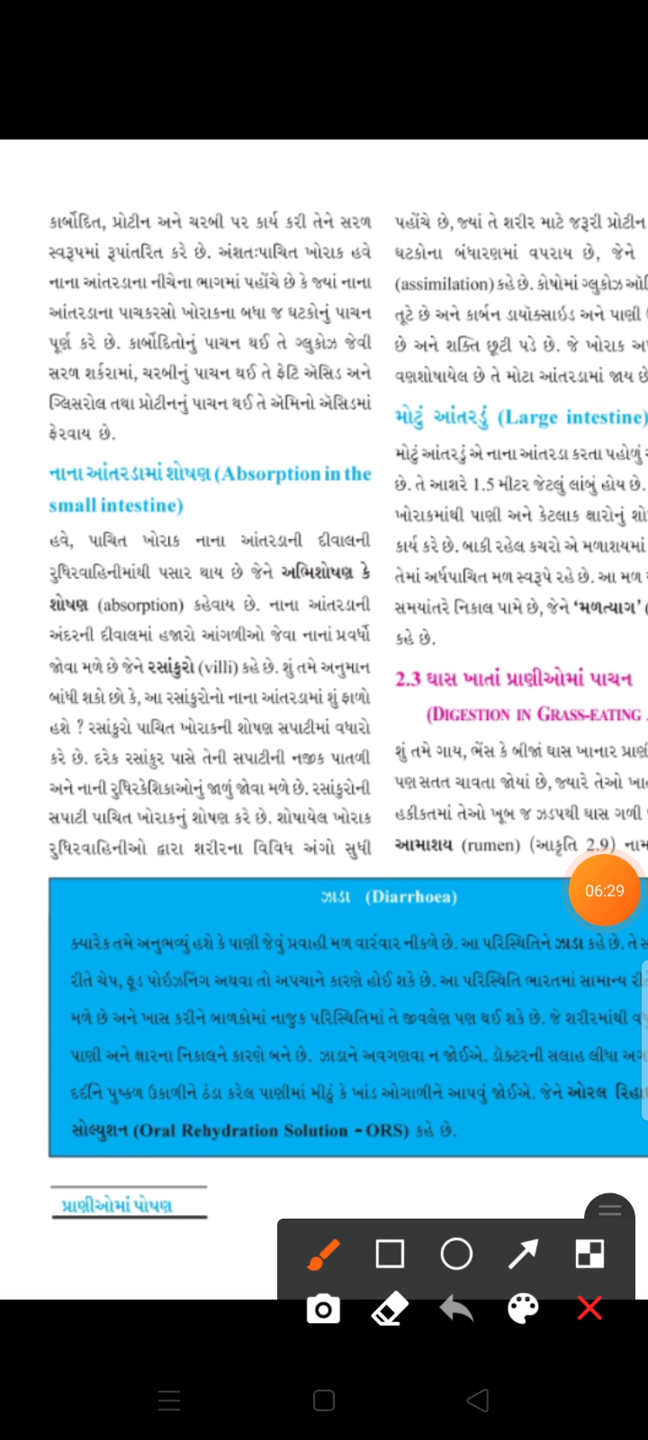 કાર્બોદિત, પ્રોટીન અને ચરબી પર કાર્ય કરી તેને સરળ
સ્વરૂપમાં રૂપાંતરિત કરે છે. અંશતઃપાચિત ખોરાક હવે
નાના આંતરડાના નીચેના ભાગમાં પહોંચે છે કે જ્યાં નાના
આંતરડાના પાચકરસો ખોરાકના બધા જ ઘટકોનું પાચન
પૂર્ણ કરે છે. કાર્બોદિતોનું પાચન થઈ તે ગ્લુકોઝ જેવી
સરળ શર્કરામાં, ચરબીનું પાચન થઈ તે ફેટિ ઍસિડ અને
ગ્લિસરોલ તથા પ્રોટીનનું પાચન થઈ તે ઍમિનો ઍસિડમાં
ફેરવાય છે.
નાના આંતરડામાં શોષણ (Absorption in the
small intestine)
હવે, પાચિત ખોરાક નાના આંતરડાની દીવાલની
રુધિરવાહિનીમાંથી પસાર થાય છે જેને અભિશોષણ કે
શોષણ (absorption) કહેવાય છે. નાના આંતરડાની
અંદરની દીવાલમાં હજારો આંગળીઓ જેવા નાનાં પ્રવર્ધો
જોવા મળે છે જેને રસાંકુરો (villi) કહે છે. શું તમે અનુમાન
બાંધી શકો છો કે, આ રસાંકુરોનો નાના આંતરડામાં શું ફાળો
હશે ? રસાંકુરો પાચિત ખોરાકની શોષણ સપાટીમાં વધારો
કરે છે. દરેક રસાંકુર પાસે તેની સપાટીની નજીક પાતળી
અને નાની રુધિરકેશિકાઓનું જાળું જોવા મળે છે. રસાંકુરોની
સપાટી પાચિત ખોરાકનું શોષણ કરે છે. શોષાયેલ ખોરાક
રુધિરવાહિનીઓ દ્વારા શરીરના વિવિધ અંગો સુધી
પહોંચે છે, જ્યાં તે શરીર માટે જરૂરી પ્રોટીન
ઘટકોના બંધારણમાં વપરાય છે, જેને
(assimilation) કહે છે. કોષોમાં ગ્લુકોઝ
તૂટે છે અને કાર્બન ડાયૉક્સાઇડ અને પાણી
છે અને શક્તિ છૂટી પડે છે. જે ખોરાક
વણશોષાયેલ છે તે મોટા આંતરડામાં જાય છે
મોટું આંતરડું (Large intestine)
મોટું આંતરડું એ નાના આંતરડા કરતા પહોળું
છે. તે આશરે 1.5 મીટર જેટલું લાંબું હોય છે.
ખોરાકમાંથી પાણી અને કેટલાક ક્ષારોનું
કાર્ય કરે છે. બાકી રહેલ કચરો એ મળાશયમાં
તેમાં અર્ધપાચિત મળ સ્વરૂપે રહે છે. આ મળ
સમયાંતરે નિકાલ પામે છે, જેને ‘મળત્યાગ’ (
કહે છે.
2.3 ઘાસ ખાતાં પ્રાણીઓમાં પાચન
(DIGESTION IN GRASS-EATING
શું તમે ગાય, ભેંસ કે બીજાં ઘાસ ખાનાર
પણ સતત ચાવતા જોયાં છે, જ્યારે તેઓ
હકીકતમાં તેઓ ખૂબ જ ઝડપથી ઘાસ ગળી
આમાશય (rumen) (આકૃતિ 2.9)
06:29
ઝાડા (Diarrhoea)
ક્યારેક તમે અનુભવ્યું હશે કે પાણી જેવું પ્રવાહી મળ વારંવાર નીકળે છે. આ પરિસ્થિતિને ઝાડા કહે છે. તે
રીતે ચેપ, ફૂડ પોઇઝનિંગ અથવા તો અપચાને કારણે હોઈ શકે છે. આ પરિસ્થિતિ ભારતમાં સામાન્ય
મળે છે અને ખાસ કરીને બાળકોમાં નાજુક પરિસ્થિતિમાં તે જીવલેણ પણ થઈ શકે છે. જે શરીરમાંથી
પાણી અને ક્ષારના નિકાલને કારણે બને છે. ઝાડાને અવગણવા ન જોઈએ. ડૉક્ટરની સલાહ લીધા
દર્દીને પુષ્કળ ઉકાળીને ઠંડા કરેલ પાણીમાં મીઠું કે ખાંડ ઓગાળીને આપવું જોઈએ. જેને ઓરલ
સોલ્યુશન (Oral Rehydration Solution - ORS) કહે છે.
પ્રાણીઓમાં પોષણ